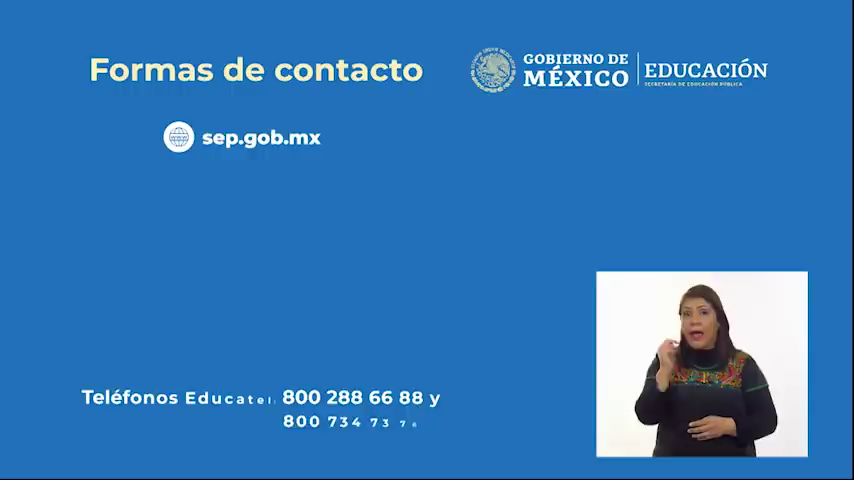 Formas de contacto
GOBIERNO DE
MÉXICO
EDUCACIÓN
SECRETARÍA DE EDUCACIÓN PÚBLICA
sep.gob.mx
Teléfonos Educatel: 800 288 66 88 y
800 734 73 76